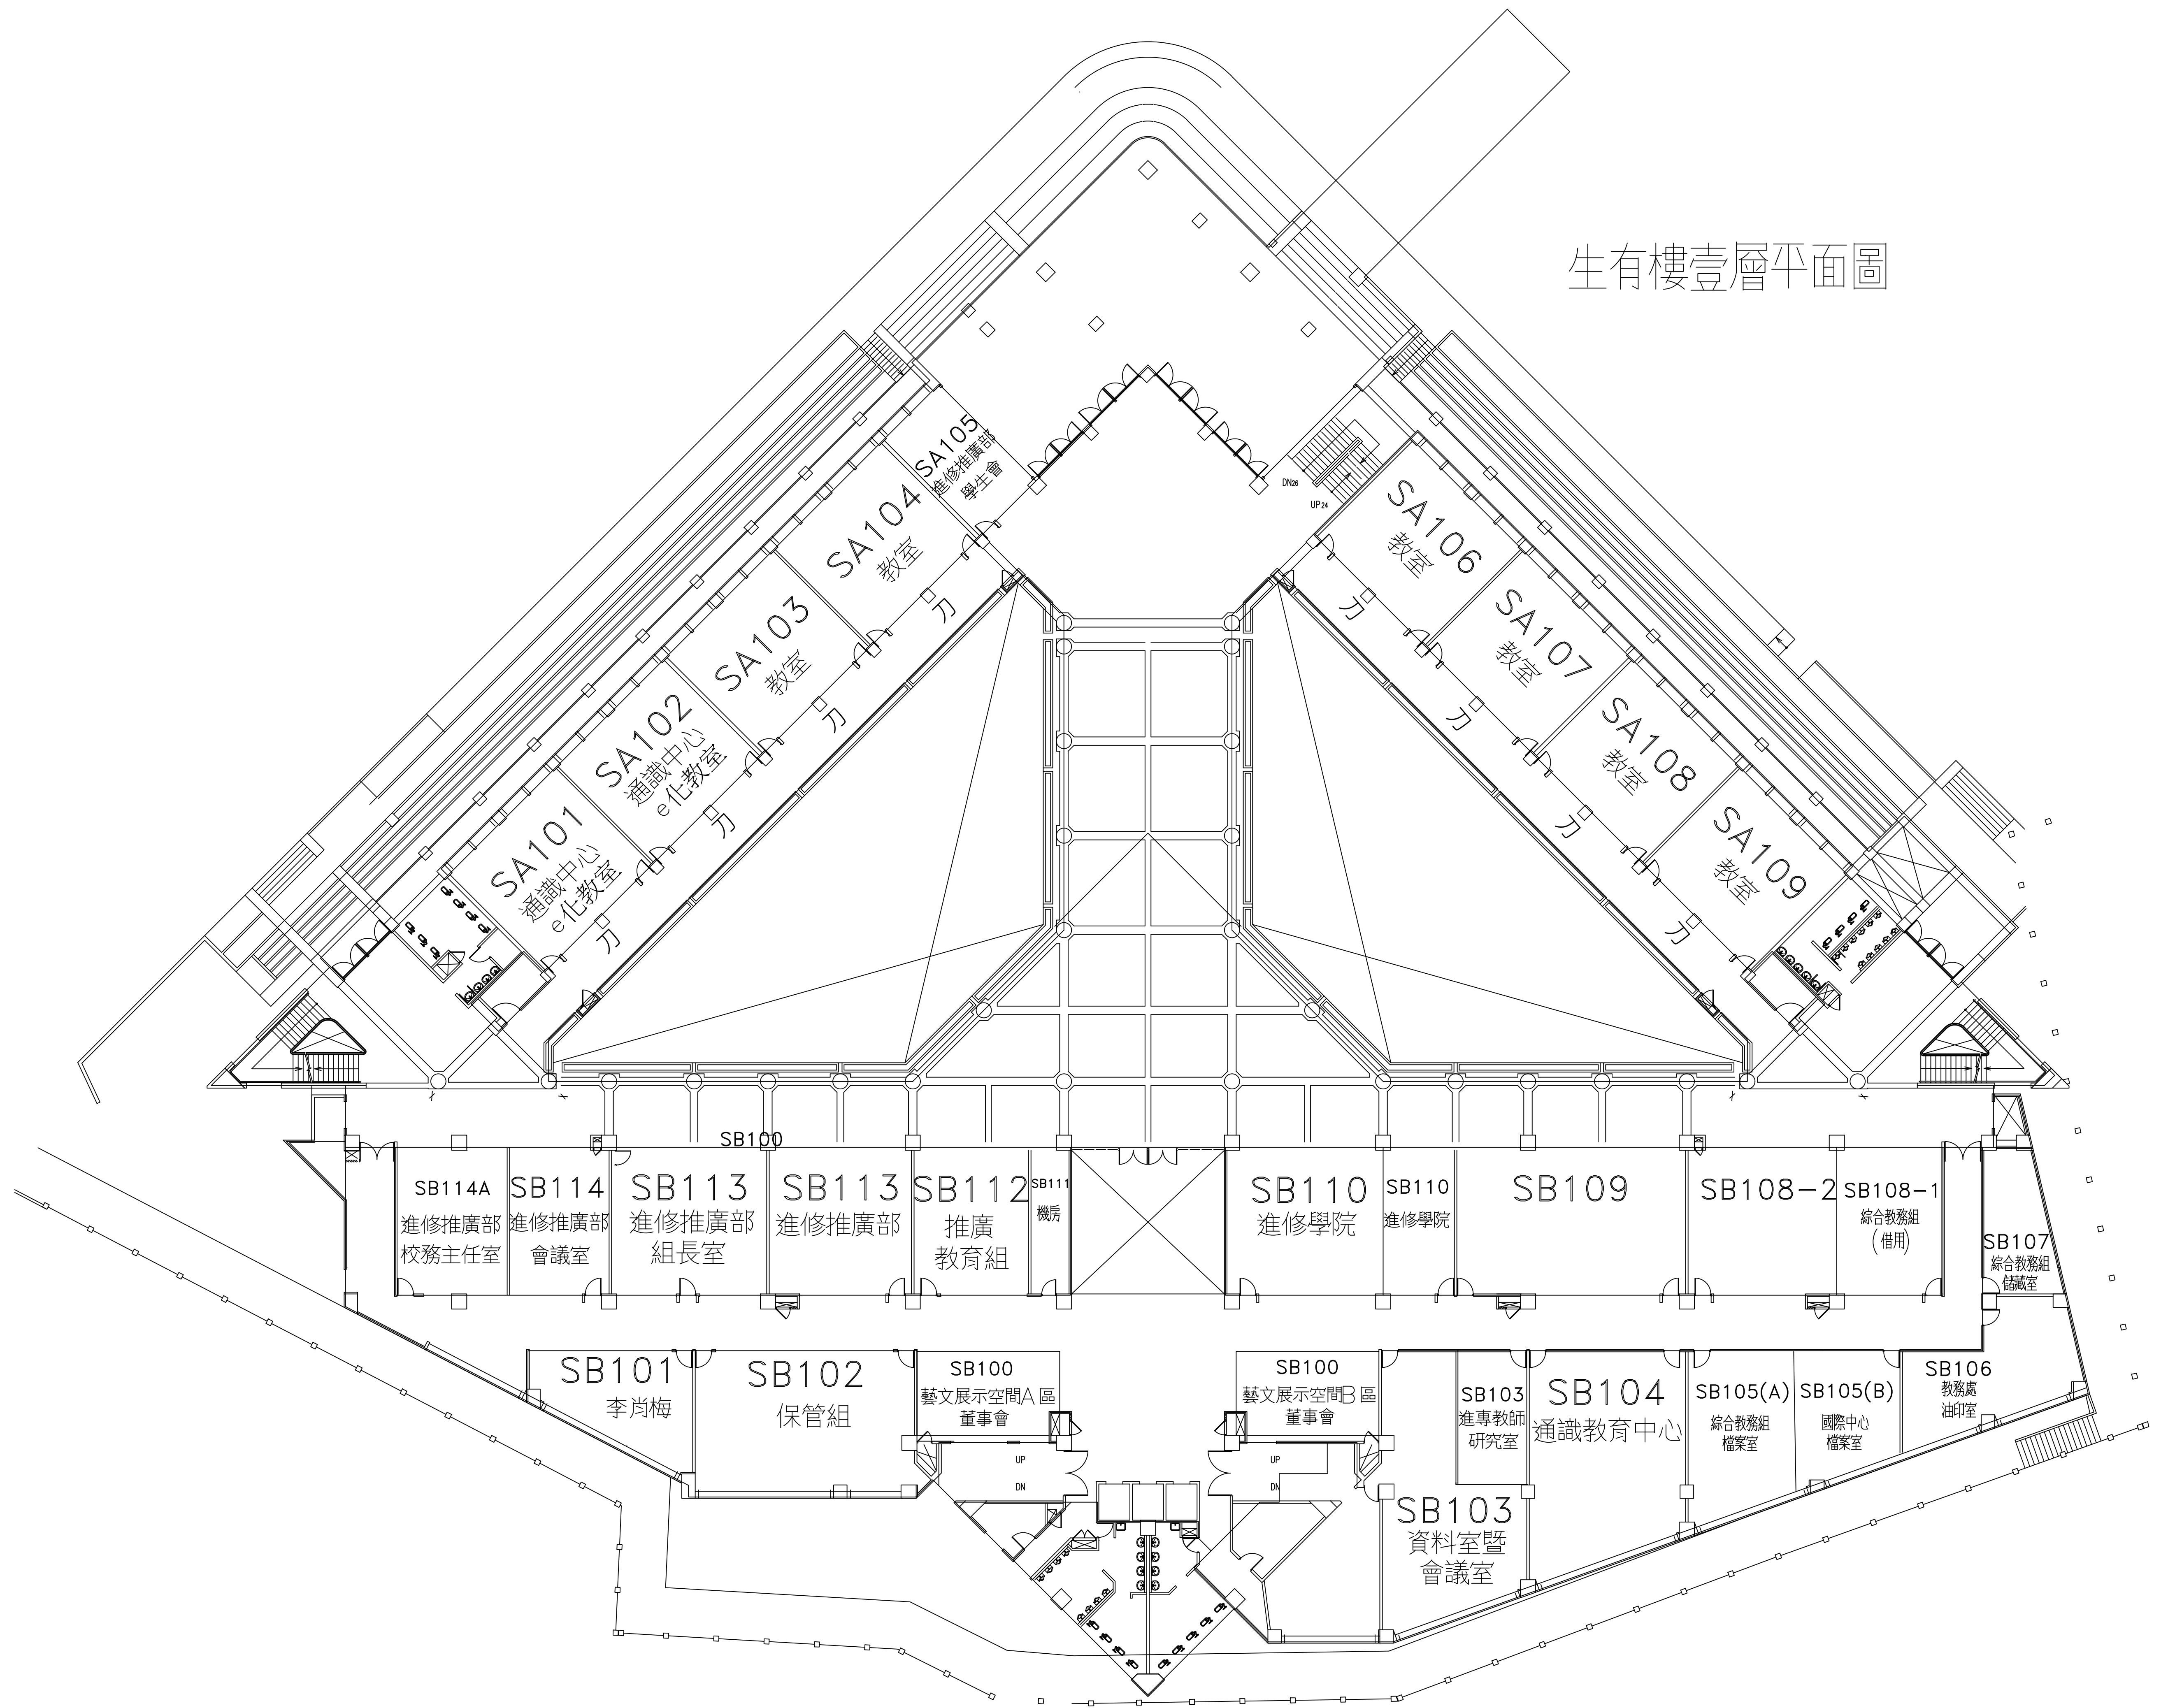 生有樓壹層平面圖
SA105
進修推廣部
學生會
SA104
教室
SA103
教室
SA102
通識中心
e化教室
SA101
通識中心
e化教室
DN26
UP24
SA106
教室
SA107
教室
SA108
教室
SA109
教室
刀
刀
刀
刀
刀
刀
刀
刀
SB100
SB114A
進修推廣部
校務主任室
SB114
進修推廣部
會議室
SB113
進修推廣部
組長室
SB113
進修推廣部
SB112
推廣
教育組
SB111
機房
SB110
進修學院
SB110
進修學院
SB109
SB108-2
SB108-1
綜合教務組
(借用)
SB107
綜合教務組
儲藏室
SB101
李肖梅
SB102
保管組
SB100
藝文展示空間A區
董事會
SB100
藝文展示空間B區
董事會
SB103
進專教師
研究室
SB104
通識教育中心
SB105(A)
綜合教務組
檔案室
SB105(B)
國際中心
檔案室
SB106
教務處
油印室
UP
DN
UP
DN
SB103
資料室暨
會議室